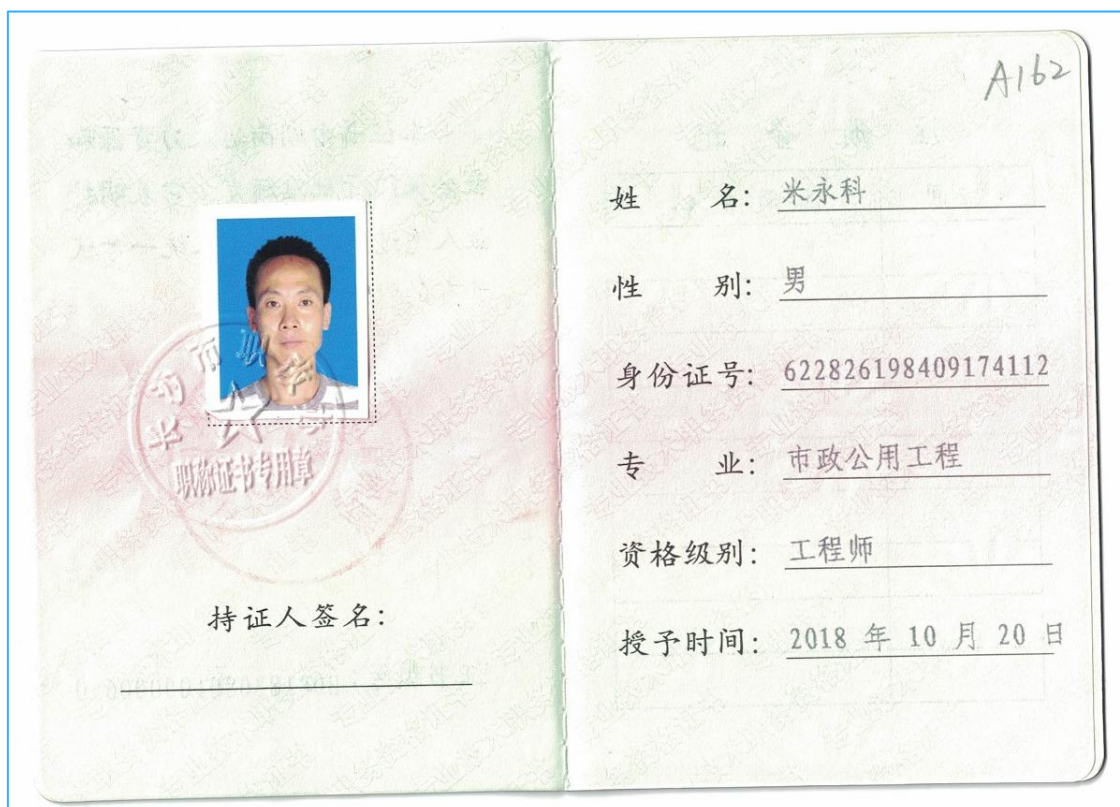 A162
职称证书专用章
持证人签名：
姓 名： 米永科
性 别： 男
身份证号： 622826198409174112
专 业： 市政公用工程
资格级别： 工程师
授予时间： 2018 年 10 月 20 日